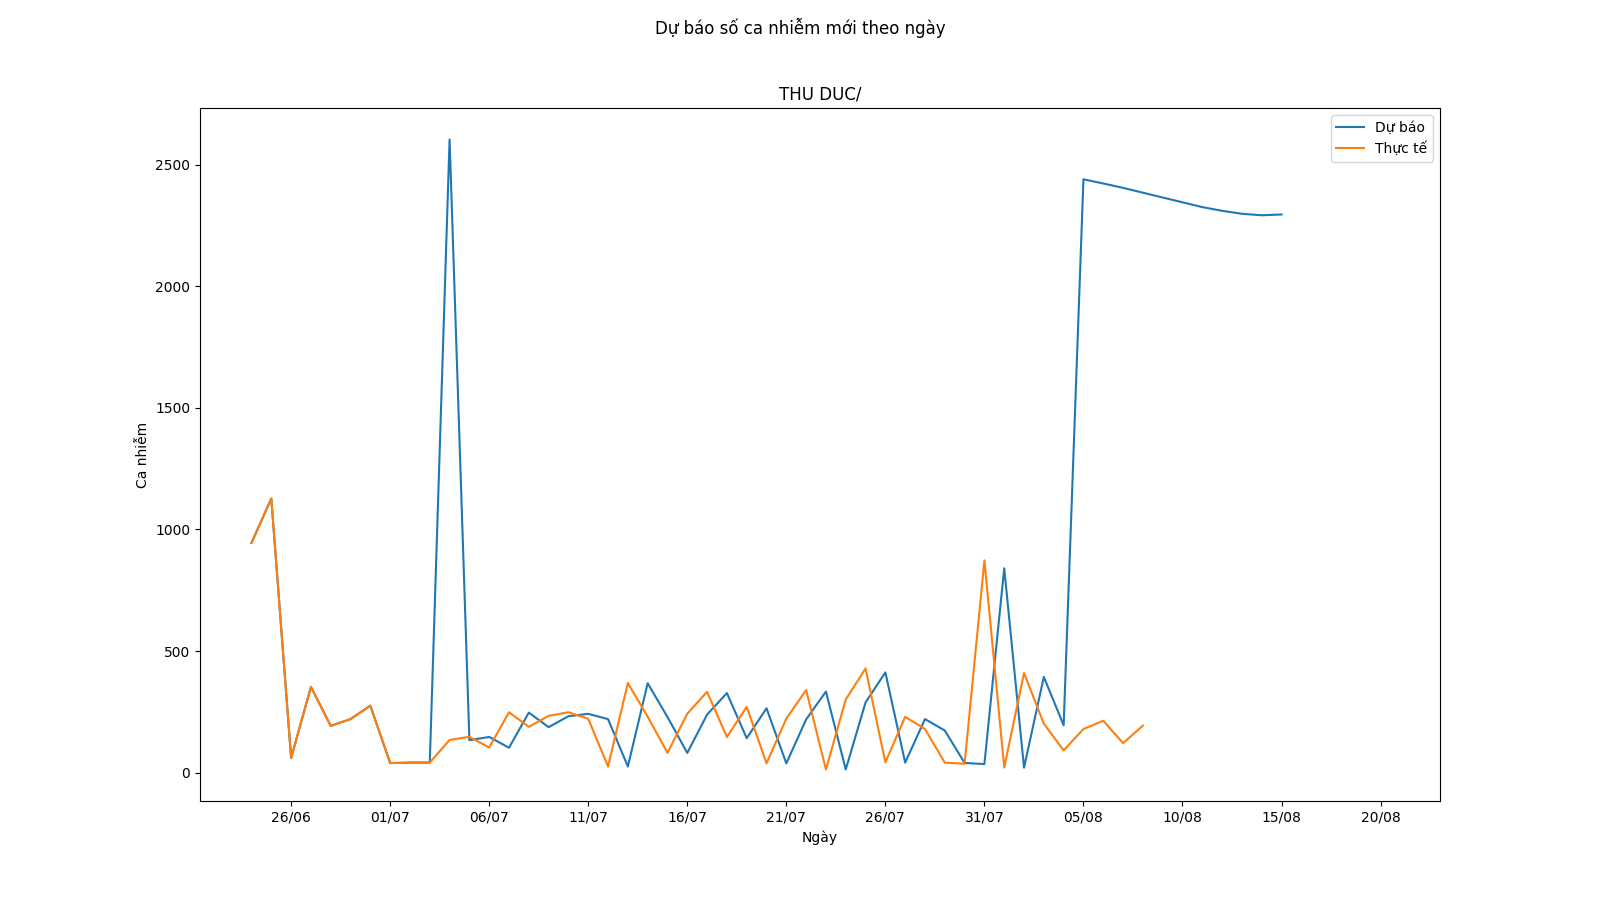 Dự báo số ca nhiễm mới theo ngày
THU DUC/
Dự báo
Thực tế
2500
2000
1500
1000
500
0
Ca nhiễm
26/06 01/07 06/07 11/07 16/07 21/07 26/07 31/07 05/08 10/08 15/08 20/08
Ngày